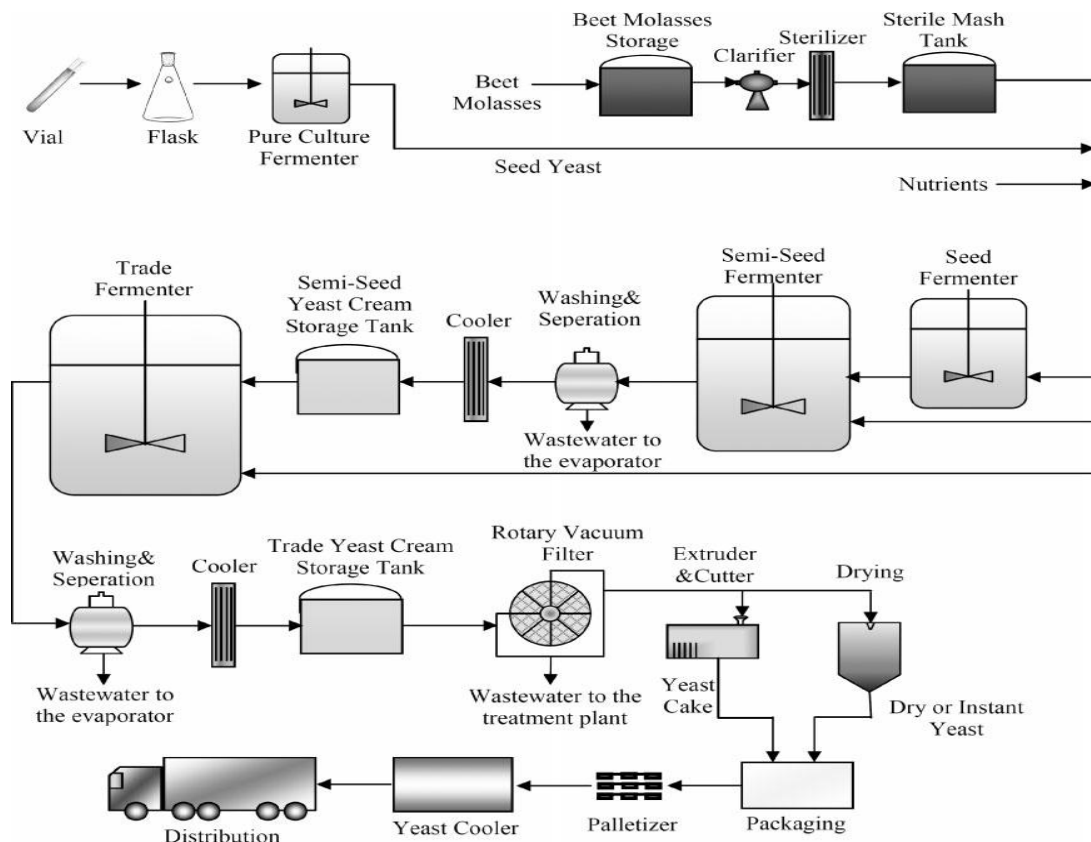 Vial
Flask
Pure Culture
Fermenter
Beet
Molasses
Beet Molasses
Storage
Clarifier
Sterilizer
Sterile Mash
Tank
Seed Yeast
Nutrients
Trade
Fermenter
Semi-Seed
Yeast Cream
Storage Tank
Cooler
Washing&
Seperation
Wastewater to
the evaporator
Semi-Seed
Fermenter
Seed
Fermenter
Washing&
Seperation
Wastewater to
the evaporator
Cooler
Trade Yeast Cream
Storage Tank
Rotary Vacuum
Filter
Wastewater to the
treatment plant
Extruder
&Cutter
Yeast
Cake
Drying
Dry or Instant
Yeast
Distribution
Yeast Cooler
Palletizer
Packaging